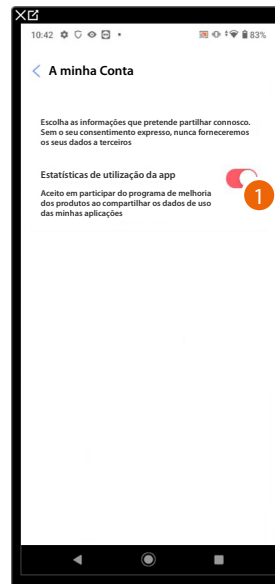 10:42
83%
A minha Conta
Escolha as informações que pretende partilhar connosco.
Sem o seu consentimento expresso, nunca forneceremos
os seus dados a terceiros
Estatísticas de utilização da app
Aceito em participar do programa de melhoria
dos produtos ao compartilhar os dados de uso
das minhas aplicações
1